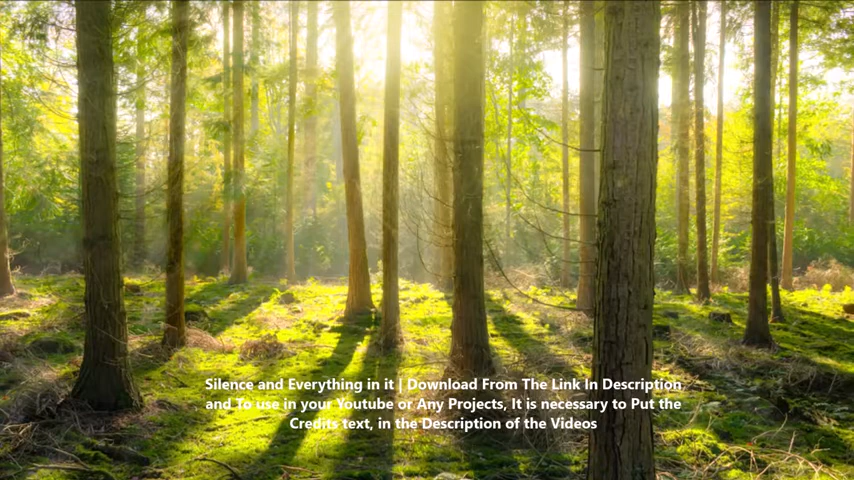 Silence and Everything in it | Download From The Link In Description
and To use in your Youtube or Any Projects, It is necessary to Put the
Credits text, in the Description of the Videos